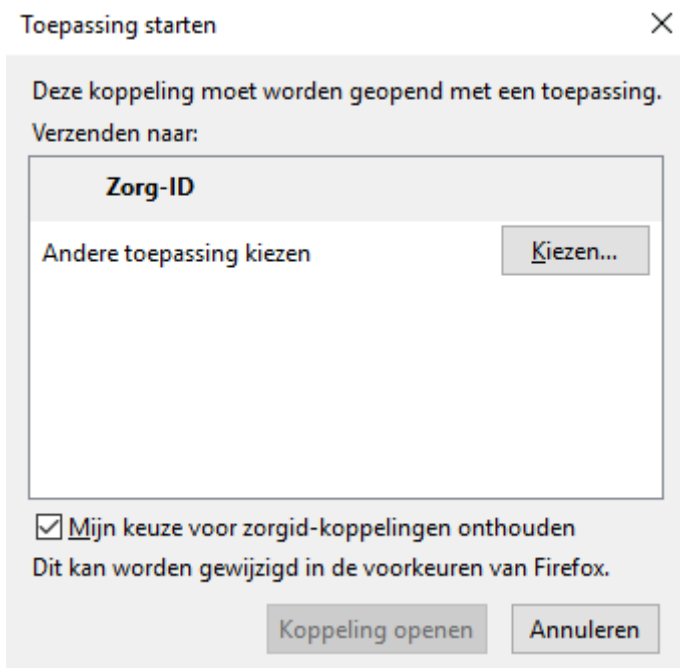 Toepassing starten
Deze koppeling moet worden geopend met een toepassing.
Verzenden naar:
Zorg-ID
Andere toepassing kiezen
Kiezen...
Mijn keuze voor zorgid-koppelingen onthouden
Dit kan worden gewijzigd in de voorkeuren van Firefox.
Koppeling openen
Annuleren